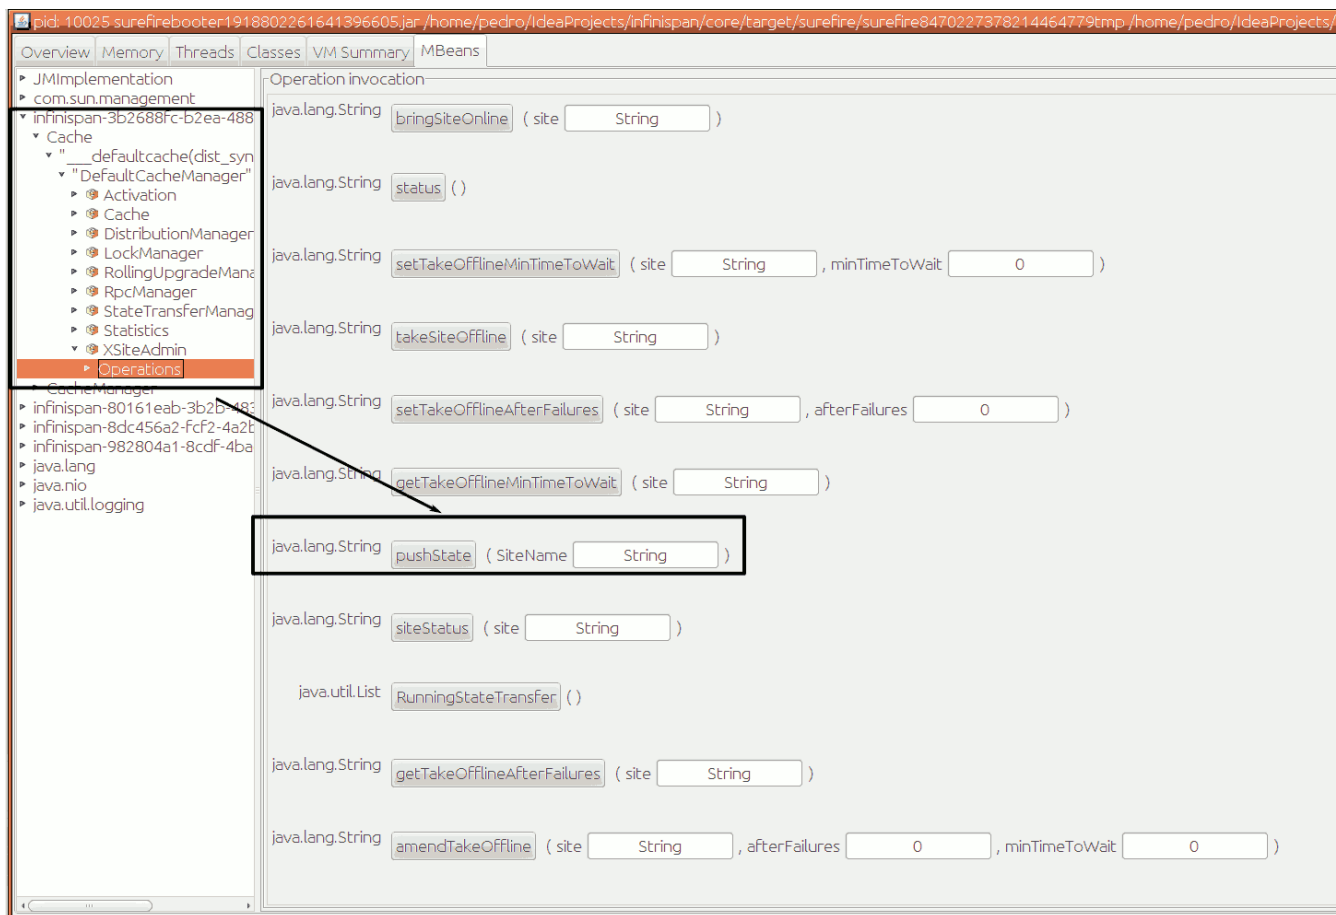 pid: 10025 surefirebooter1918802261641396605.jar /home/pedro/IdeaProjects/infinispan/core/target/surefire/surefire8470227378214464779tmp /home/pedro/IdeaProjects/
Overview Memory Threads Classes VM Summary MBeans
JMImplementation
com.sun.management
infinispan-3b2688fc-b2ea-488
Cache
"___defaultcache(dist_syn
"DefaultCacheManager"
Activation
Cache
DistributionManager
LockManager
RollingUpgradeMana
RpcManager
StateTransferManag
Statistics
XSiteAdmin
Operations
CacheManager
infinispan-80161eab-3b2b-483
infinispan-8dc456a2-fcf2-4a2b
infinispan-982804a1-8cdf-4ba
java.lang
java.nio
java.util.logging
Operation invocation
java.lang.String bringSiteOnline ( site String )
java.lang.String status ( )
java.lang.String setTakeOfflineMinTimeToWait ( site String , minTimeToWait 0 )
java.lang.String takeSiteOffline ( site String )
java.lang.String setTakeOfflineAfterFailures ( site String , afterFailures 0 )
java.lang.String getTakeOfflineMinTimeToWait ( site String )
java.lang.String pushState ( SiteName String )
java.lang.String siteStatus ( site String )
java.util.List RunningStateTransfer ( )
java.lang.String getTakeOfflineAfterFailures ( site String )
java.lang.String amendTakeOffline ( site String , afterFailures 0 , minTimeToWait 0 )